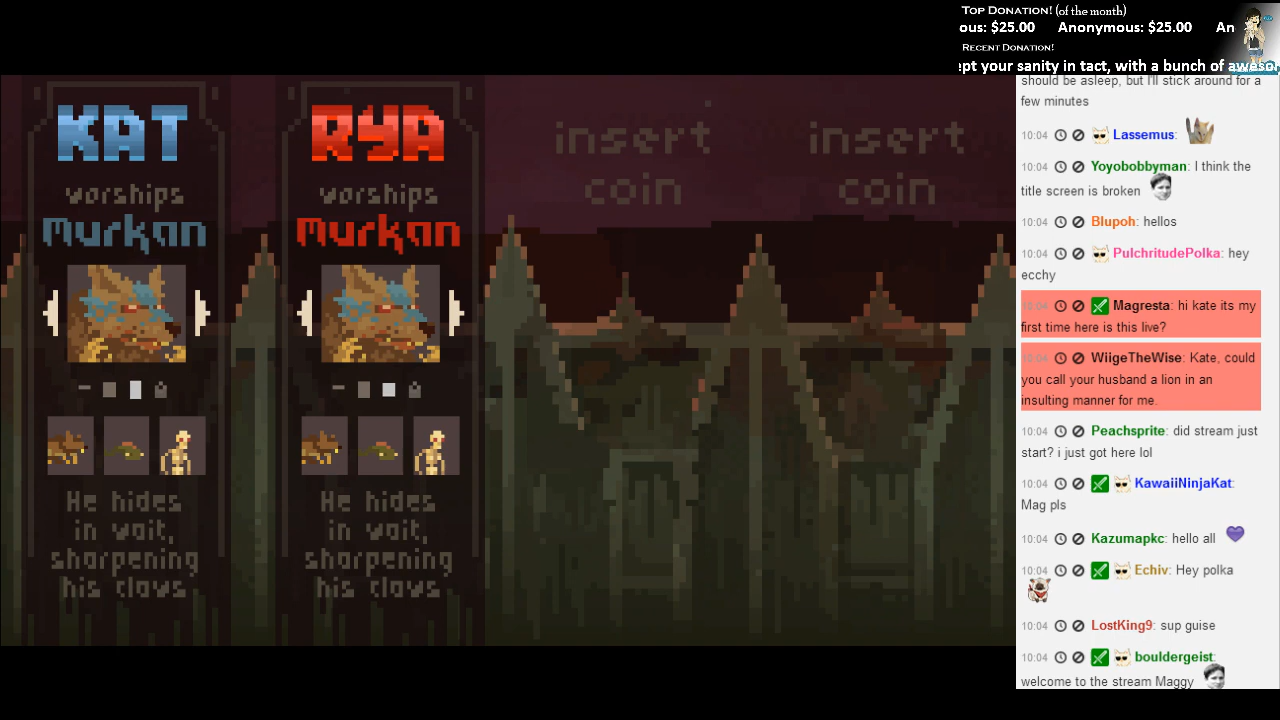 Top Donation! (of the month)
ous: $25.00 Anonymous: $25.00 An
Recent Donation!
ept your sanity in tact, with a bunch of awesor
KAT
worships
Murkan
He hides
in wait,
sharpening
his claws
RYA
worships
Murkan
He hides
in wait,
sharpening
his claws
insert
coin
insert
coin
should be asleep, but I'll stick around for a
few minutes
10:04 Lassemus:
10:04 Yoyobobbyman: I think the
title screen is broken
10:04 Blupoh: hellos
10:04 PulchritudePolka: hey
ecchy
10:04 Magresta: hi kate its my
first time here is this live?
10:04 WiigeTheWise: Kate, could
you call your husband a lion in an
insulting manner for me.
10:04 Peachsprite: did stream just
start? i just got here lol
10:04 KawaiiNinjaKat:
Mag pls
10:04 Kazumapkc: hello all
10:04 Echiv: Hey polka
10:04 LostKing9: sup guise
10:04 bouldergeist:
welcome to the stream Maggy